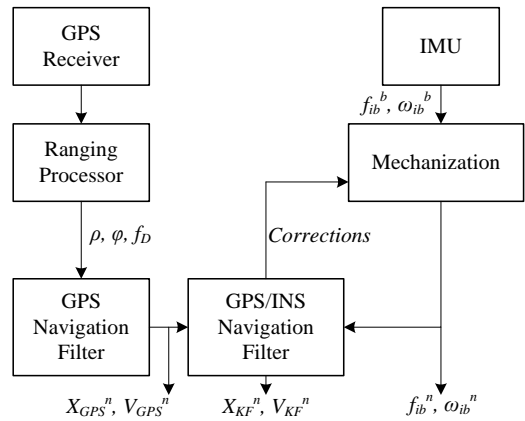 GPS
Receiver
IMU
f_ib^b, ω_ib^b
Ranging
Processor
Mechanization
ρ, φ, f_D
Corrections
GPS
Navigation
Filter
GPS/INS
Navigation
Filter
X_GPS^n, V_GPS^n
X_KF^n, V_KF^n
f_ib^n, ω_ib^n